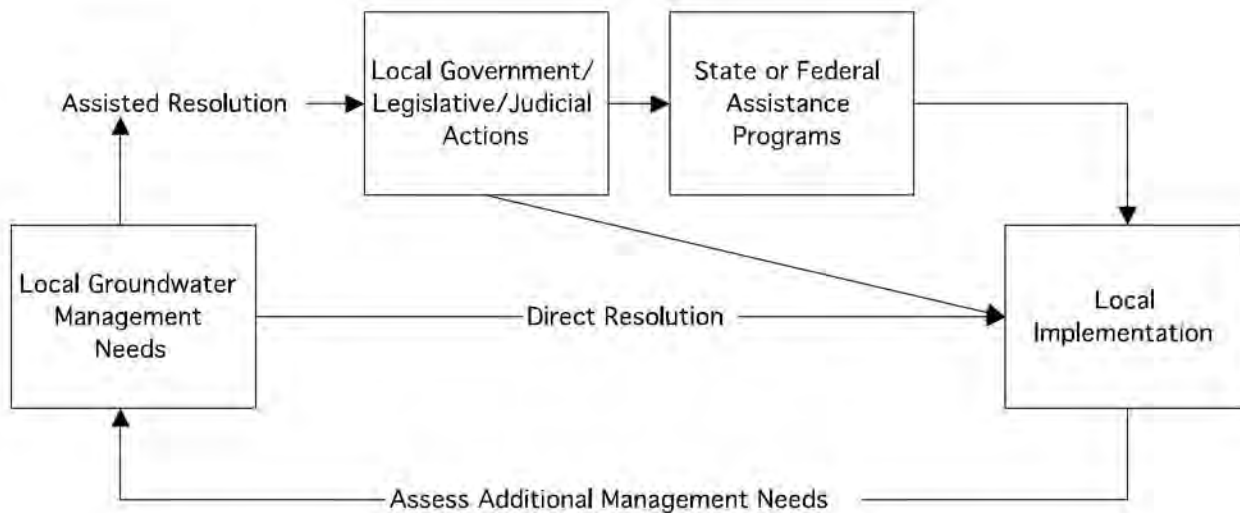 Assisted Resolution
Local Government/
Legislative/Judicial
Actions
State or Federal
Assistance
Programs
Local Groundwater
Management
Needs
Direct Resolution
Local
Implementation
Assess Additional Management Needs